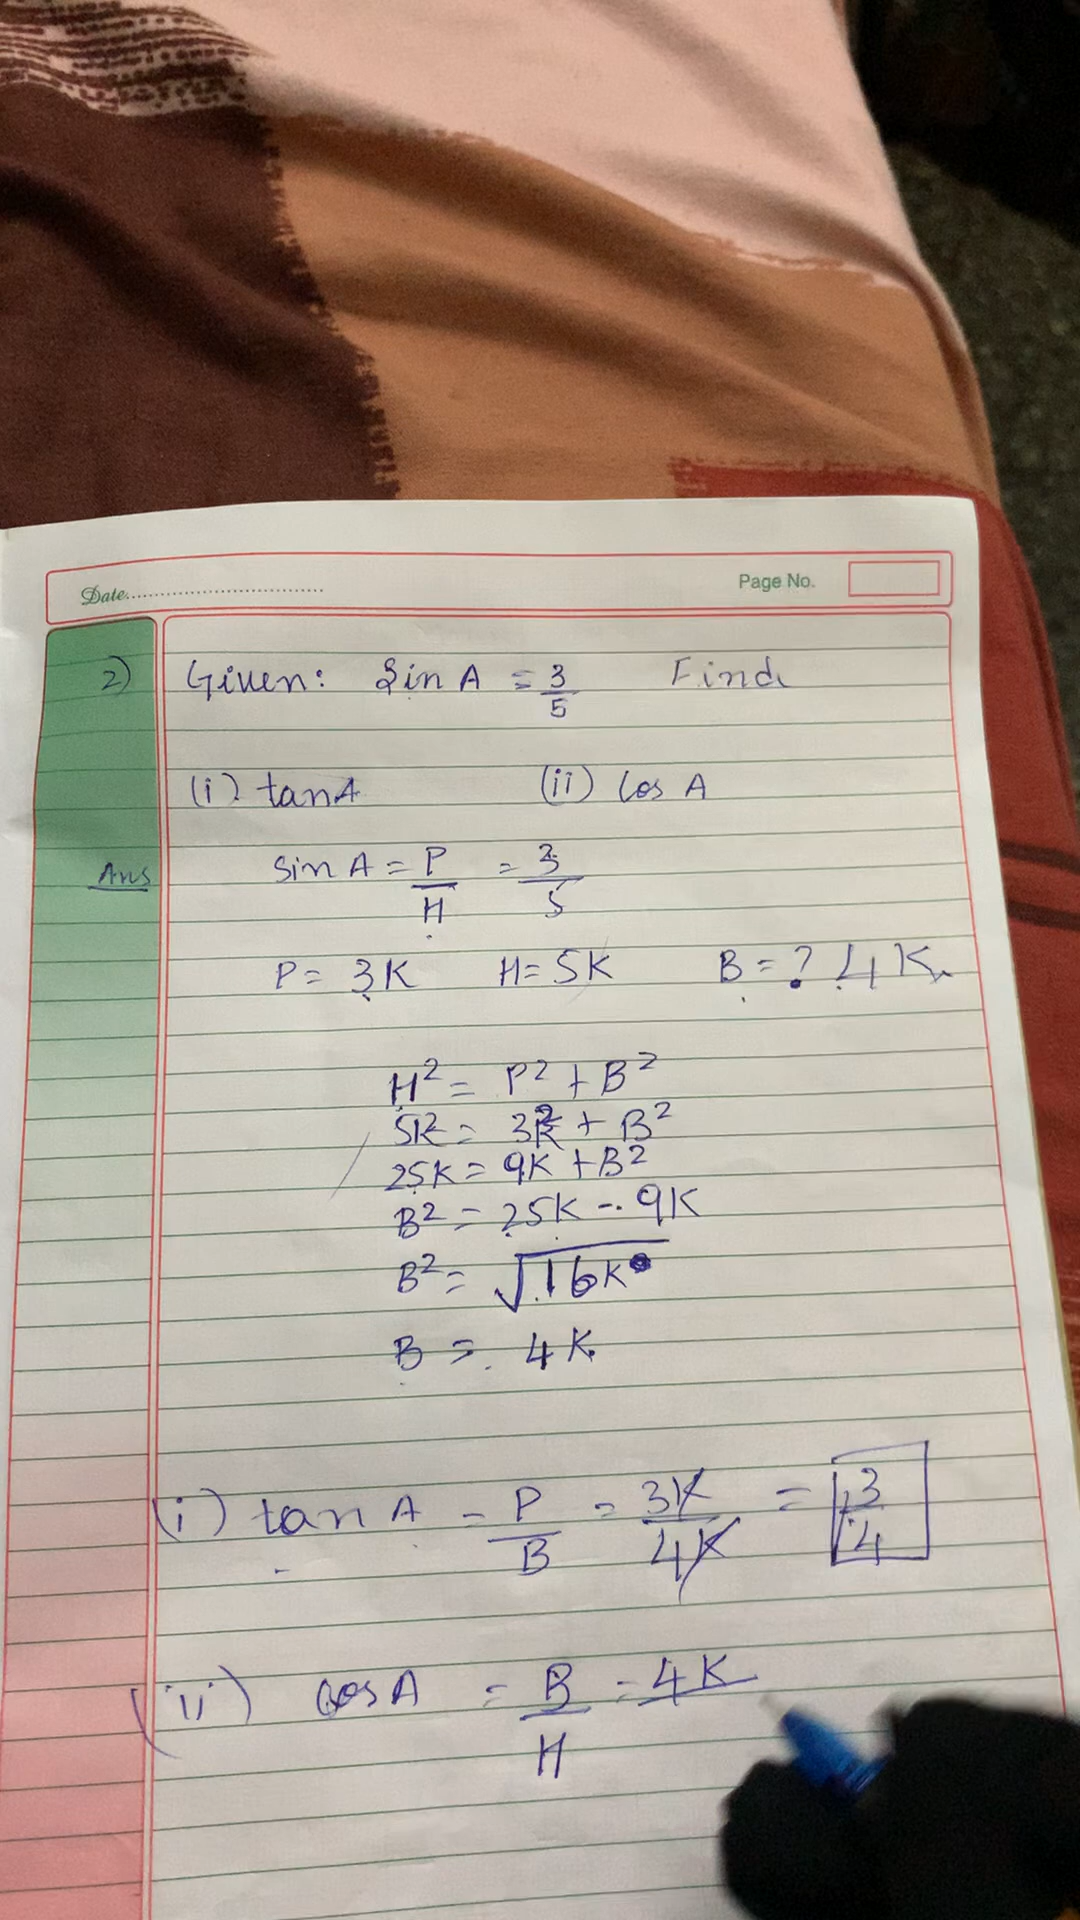 Date
Page No.
2) Given: Sin A = 3/5 Find
(i) tanA (ii) Cos A
Ans Sin A = P/H = 3/5
P = 3K H = 5K B = ? 4K
H² = P² + B²
5K² = 3K² + B²
25K = 9K + B²
B² = 25K - 9K
B² = √16K
B = 4K
(i) tan A = P/B = 3K/4K = 3/4
(ii) Cos A = B/H = 4K